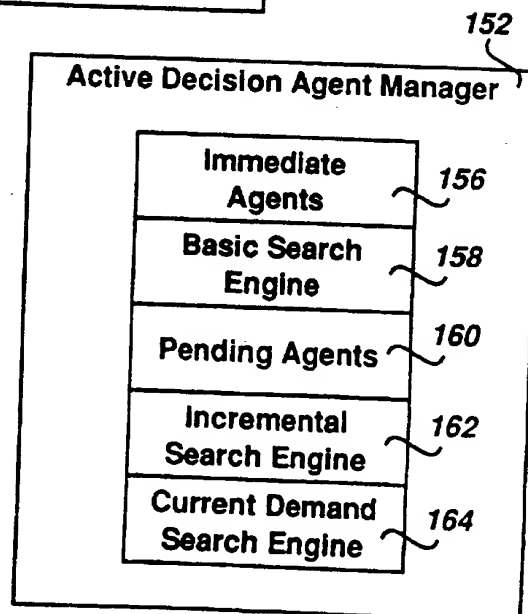 152
Active Decision Agent Manager
Immediate
Agents
156
Basic Search
Engine
158
Pending Agents
160
Incremental
Search Engine
162
Current Demand
Search Engine
164